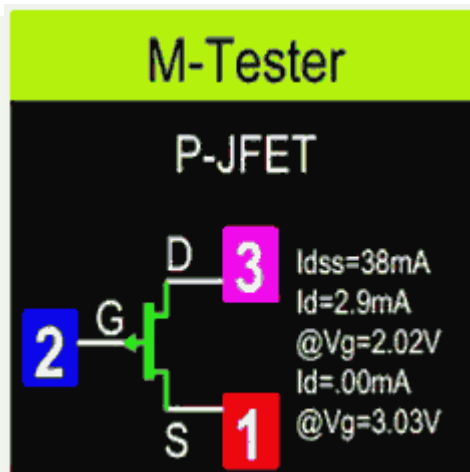 M-Tester
P-JFET
D
3
Idss=38mA
Id=2.9mA
2
G
@Vg=2.02V
Id=.00mA
S
1
@Vg=3.03V